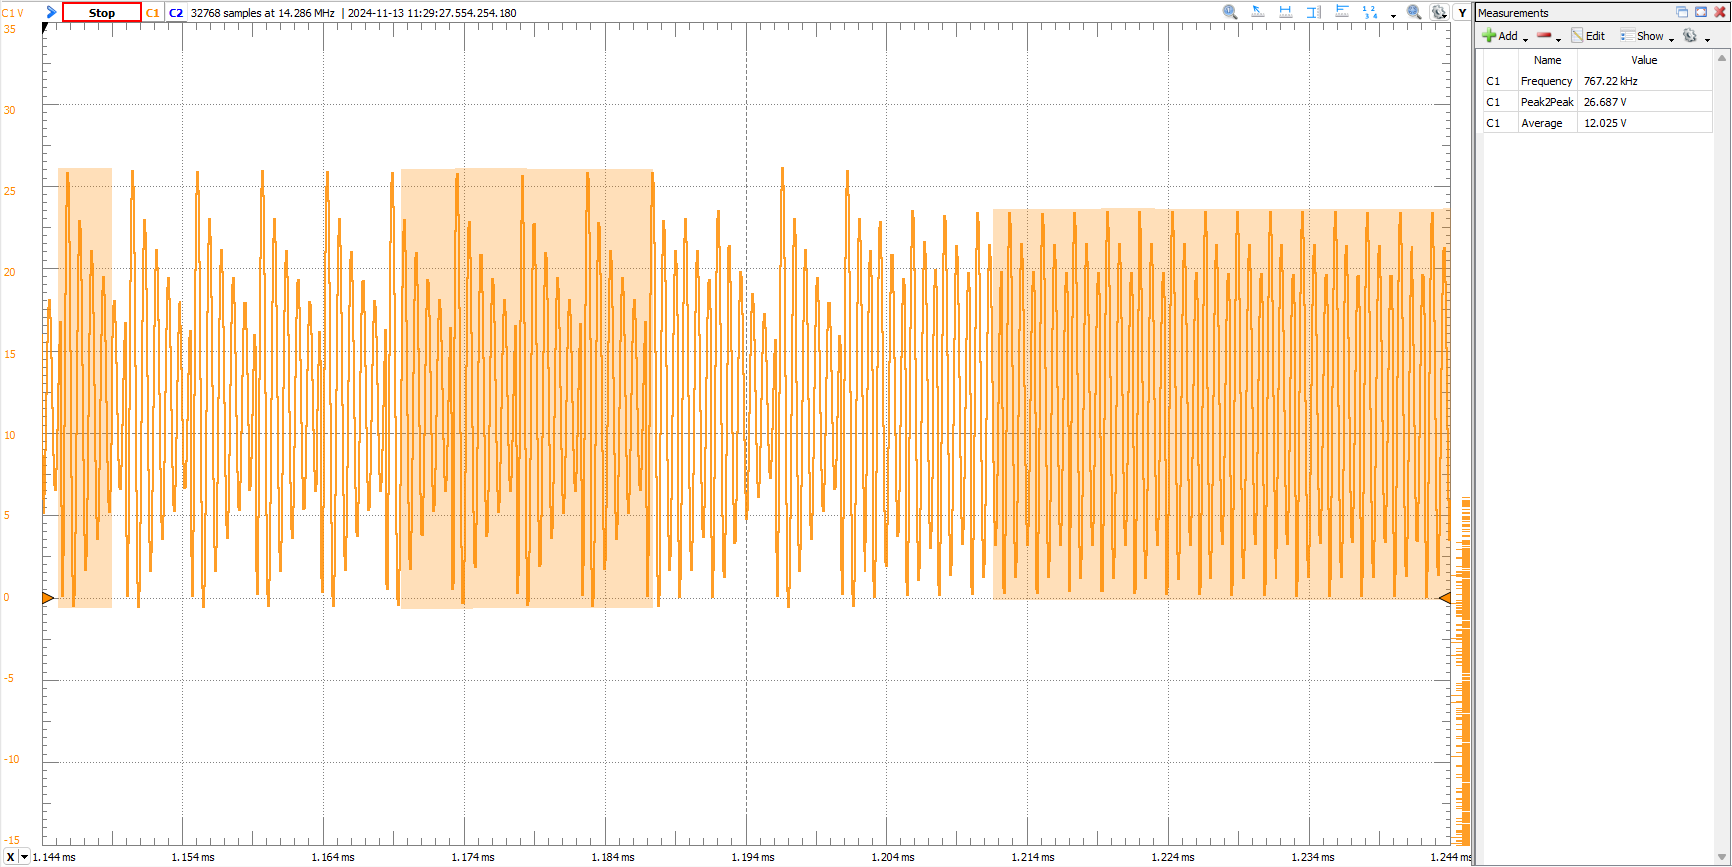 C1 V Stop C1 C2 32768 samples at 14.286 MHz | 2024-11-13 11:29:27.554.254.180 Y
35
30
25
20
15
10
5
0
-5
-10
-15
X 1.144 ms 1.154 ms 1.164 ms 1.174 ms 1.184 ms 1.194 ms 1.204 ms 1.214 ms 1.224 ms 1.234 ms 1.244 ms
Measurements
Add Edit Show
Name Value
C1 Frequency 767.22 kHz
C1 Peak2Peak 26.687 V
C1 Average 12.025 V